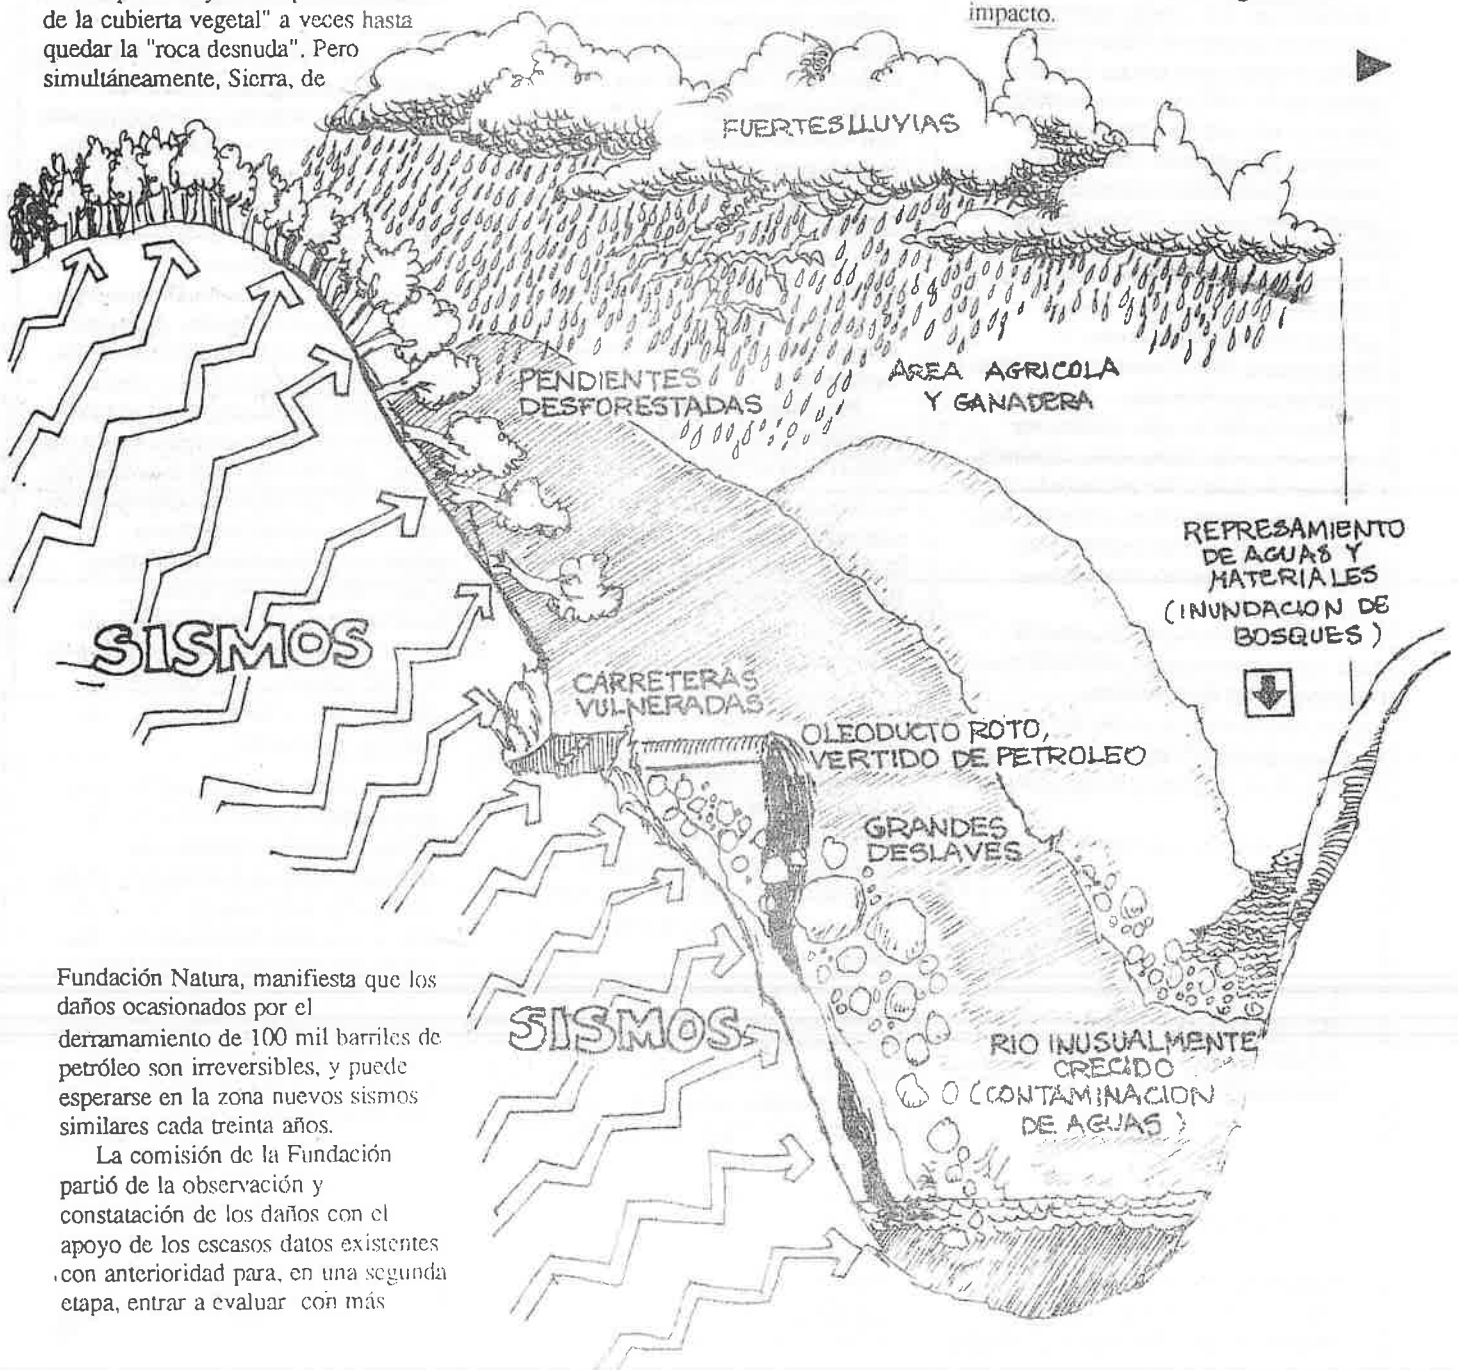 de la cubierta vegetal" a veces hasta
quedar la "roca desnuda". Pero
simultáneamente, Sierra, de
impacto.
FUERTES LLUVIAS
PENDIENTES
DESFORESTADAS
AREA AGRICOLA
Y GANADERA
REPRESAMIENTO
DE AGUAS Y
MATERIALES
(INUNDACION DE
BOSQUES)
SISMOS
CARRETERAS
VULNERADAS
OLEODUCTO ROTO,
VERTIDO DE PETROLEO
GRANDES
DESLAVES
SISMOS
RIO INUSUALMENTE
CRECIDO
(CONTAMINACION
DE AGUAS)
Fundación Natura, manifiesta que los
daños ocasionados por el
derramamiento de 100 mil barriles de
petróleo son irreversibles, y puede
esperarse en la zona nuevos sismos
similares cada treinta años.
La comisión de la Fundación
partió de la observación y
constatación de los daños con el
apoyo de los escasos datos existentes
con anterioridad para, en una segunda
etapa, entrar a evaluar con más